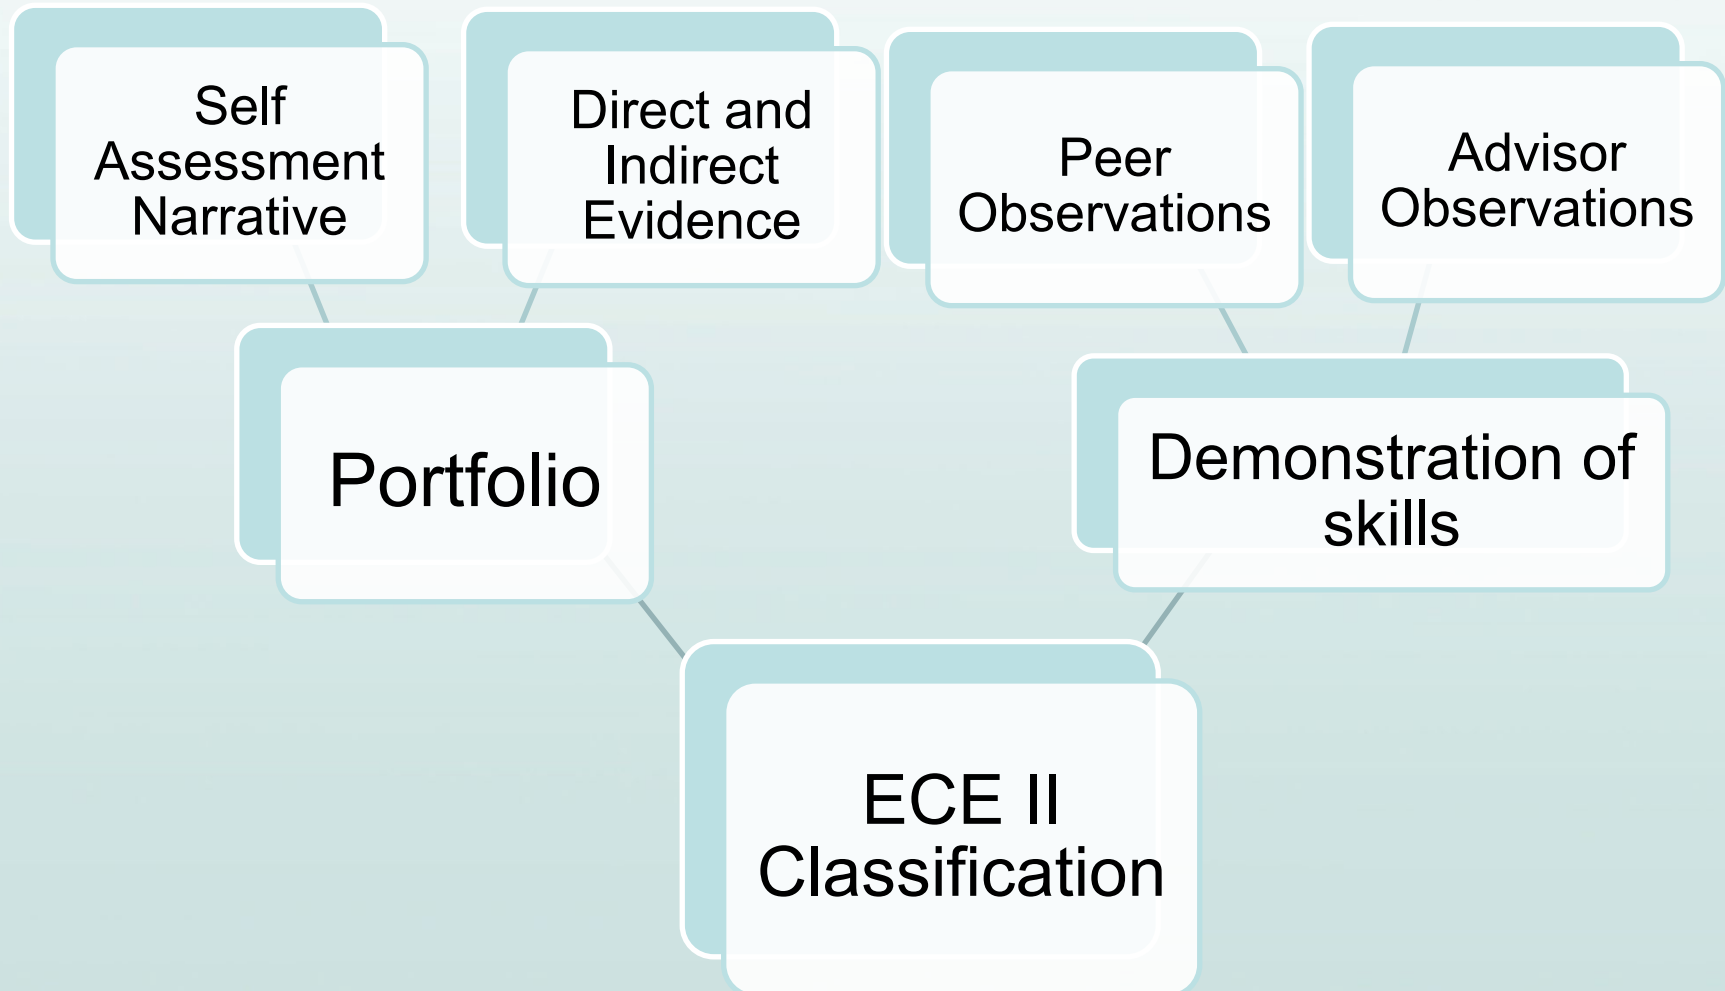 Self
Assessment
Narrative
Direct and
Indirect
Evidence
Peer
Observations
Advisor
Observations
Portfolio
Demonstration of
skills
ECE II
Classification